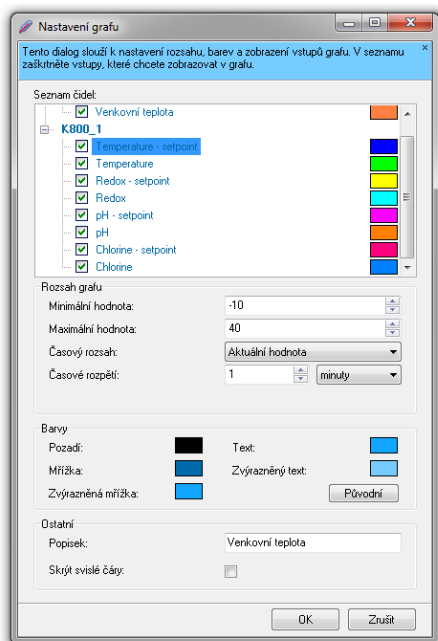 Nastavení grafu
Tento dialog slouží k nastavení rozsahu, barev a zobrazení vstupů grafu. V seznamu
zaškrtněte vstupy, které chcete zobrazovat v grafu.
Seznam čidel:
Venkovní teplota
K800_1
Temperature - setpoint
Temperature
Redox - setpoint
Redox
pH - setpoint
pH
Chlorine - setpoint
Chlorine
Rozsah grafu
Minimální hodnota: -10
Maximální hodnota: 40
Časový rozsah: Aktuální hodnota
Časové rozpětí: 1 minuty
Barvy
Pozadí: Text:
Mřížka: Zvýrazněný text:
Zvýrazněná mřížka: Původní
Ostatní
Popisek: Venkovní teplota
Skrýt svislé čáry:
OK Zrušit